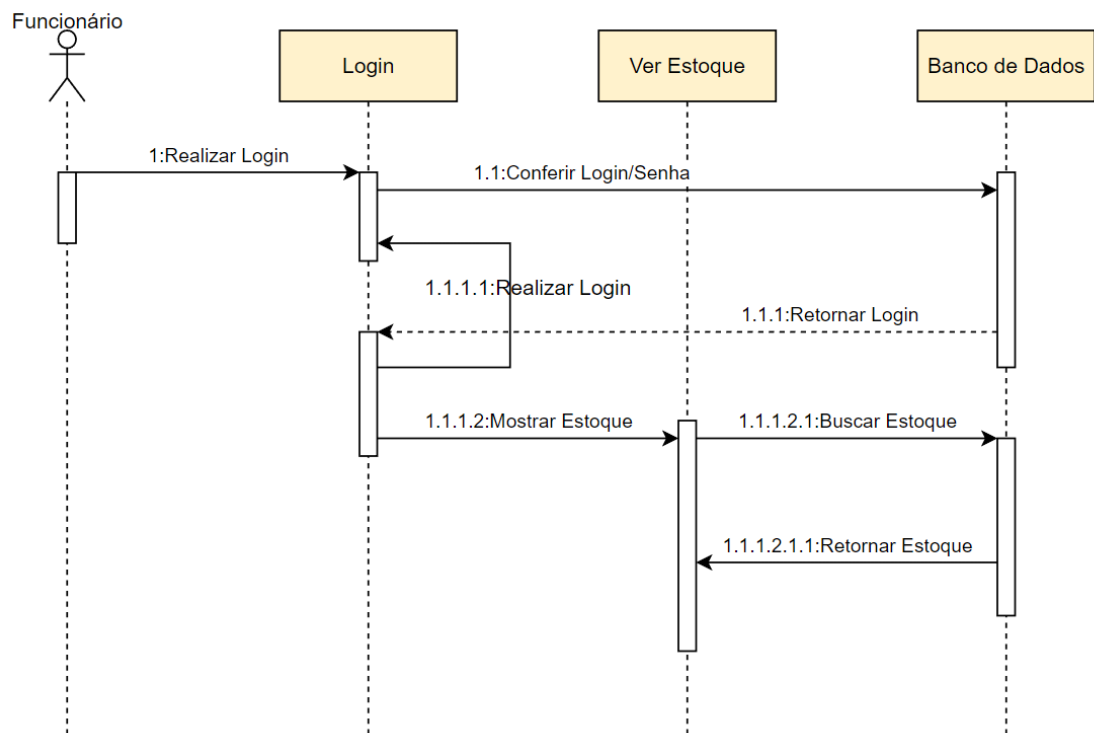 Funcionário
Login
Ver Estoque
Banco de Dados
1:Realizar Login
1.1:Conferir Login/Senha
1.1.1.1:Realizar Login
1.1.1:Retornar Login
1.1.1.2:Mostrar Estoque
1.1.1.2.1:Buscar Estoque
1.1.1.2.1.1:Retornar Estoque